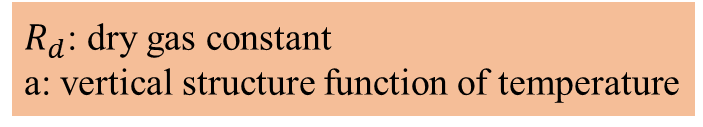 R_d: dry gas constant
a: vertical structure function of temperature